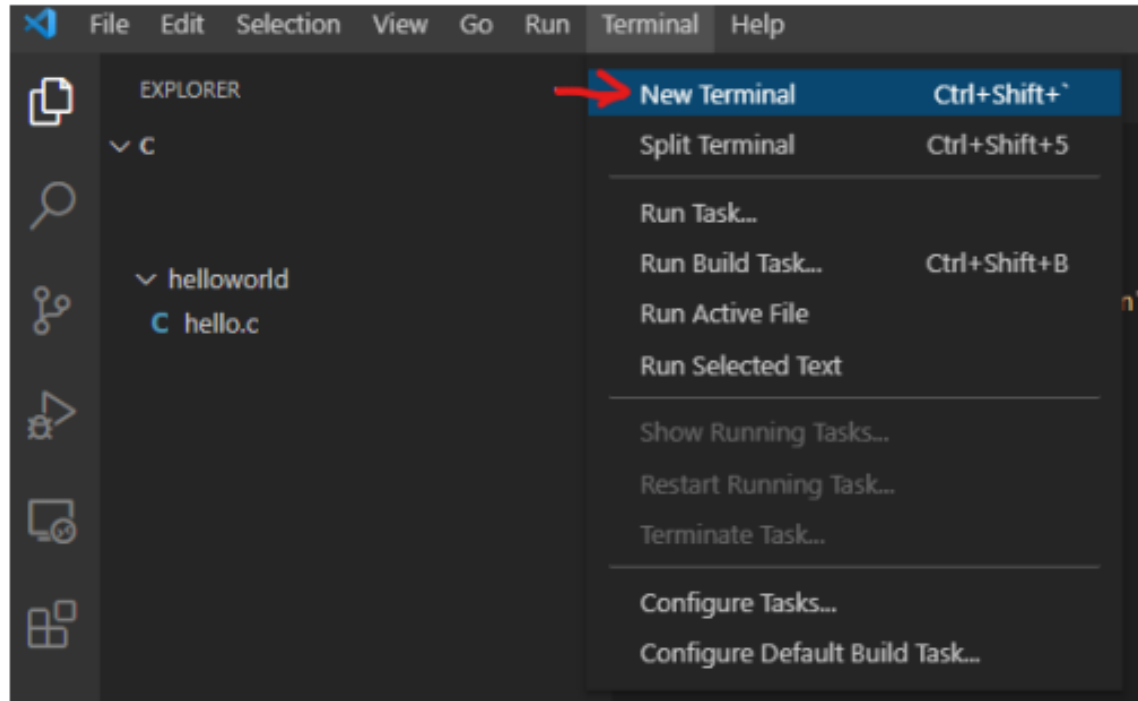 File Edit Selection View Go Run Terminal Help
EXPLORER
C
helloworld
C hello.c
New Terminal Ctrl+Shift+`
Split Terminal Ctrl+Shift+5
Run Task...
Run Build Task... Ctrl+Shift+B
Run Active File
Run Selected Text
Show Running Tasks...
Restart Running Task...
Terminate Task...
Configure Tasks...
Configure Default Build Task...